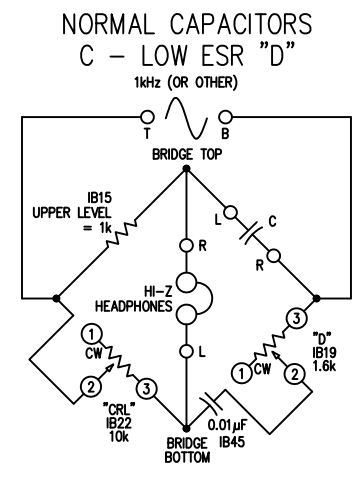 NORMAL CAPACITORS
C – LOW ESR "D"
1kHz (OR OTHER)
T
B
BRIDGE TOP
IB15
UPPER LEVEL
= 1k
L
C
R
R
HI-Z
HEADPHONES
1
CW
2
3
L
3
"D"
IB19
1.6k
1
CW
2
"CRL"
IB22
10k
0.01µF
IB45
BRIDGE
BOTTOM